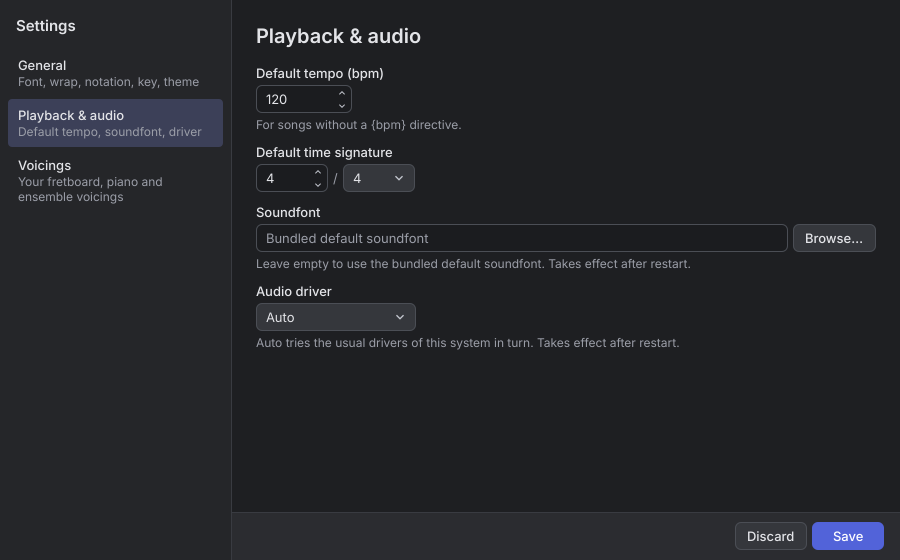 Settings
General
Font, wrap, notation, key, theme
Playback & audio
Default tempo, soundfont, driver
Voicings
Your fretboard, piano and
ensemble voicings
Playback & audio
Default tempo (bpm)
120
For songs without a {bpm} directive.
Default time signature
4 / 4
Soundfont
Bundled default soundfont Browse...
Leave empty to use the bundled default soundfont. Takes effect after restart.
Audio driver
Auto
Auto tries the usual drivers of this system in turn. Takes effect after restart.
Discard Save